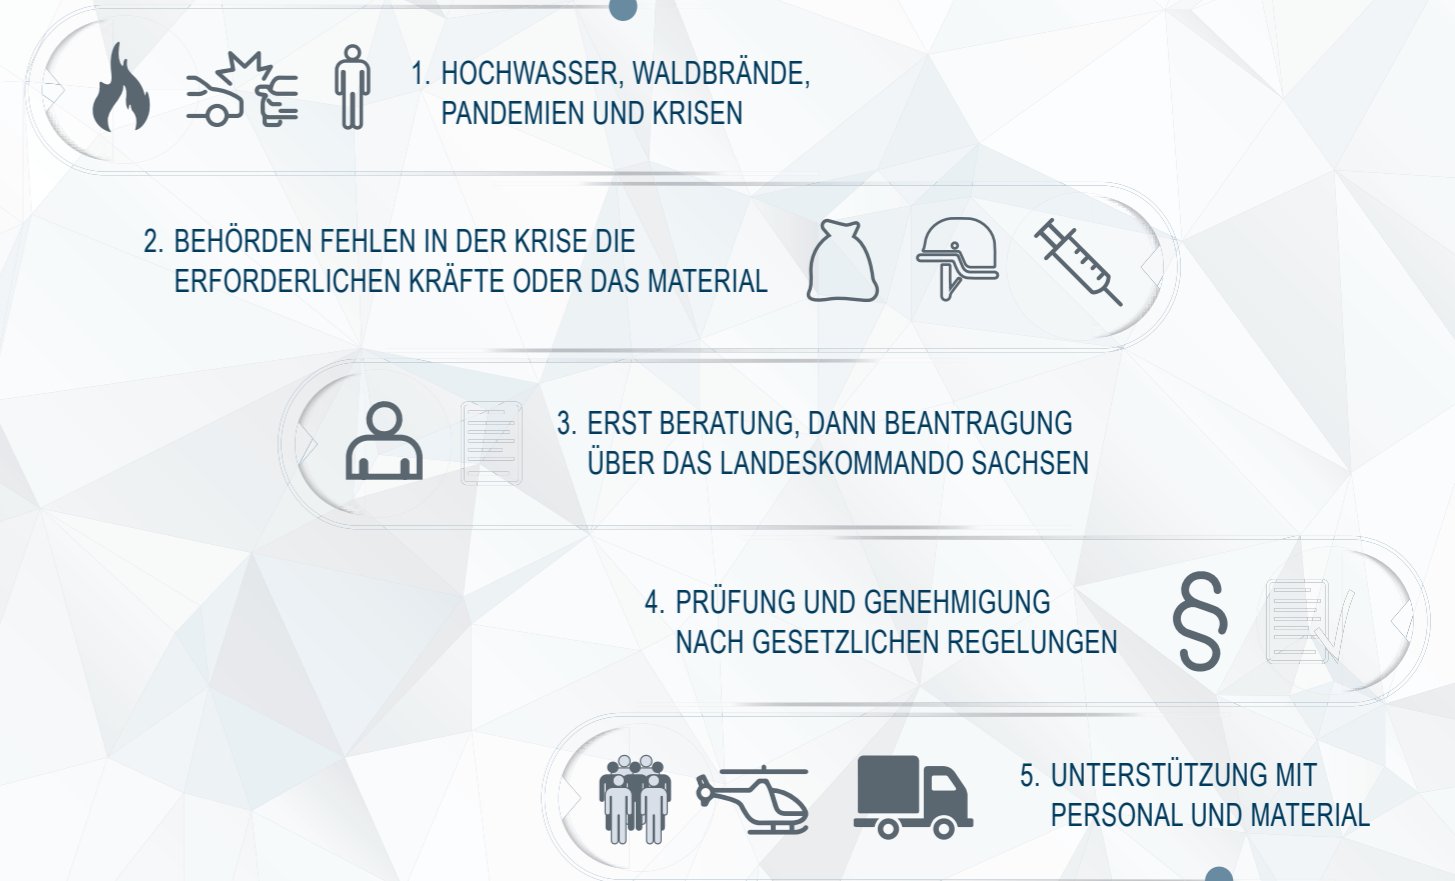 1. HOCHWASSER, WALDBRÄNDE,
PANDEMIEN UND KRISEN
2. BEHÖRDEN FEHLEN IN DER KRISE DIE
ERFORDERLICHEN KRÄFTE ODER DAS MATERIAL
3. ERST BERATUNG, DANN BEANTRAGUNG
ÜBER DAS LANDESKOMMANDO SACHSEN
4. PRÜFUNG UND GENEHMIGUNG
NACH GESETZLICHEN REGELUNGEN
§
5. UNTERSTÜTZUNG MIT
PERSONAL UND MATERIAL